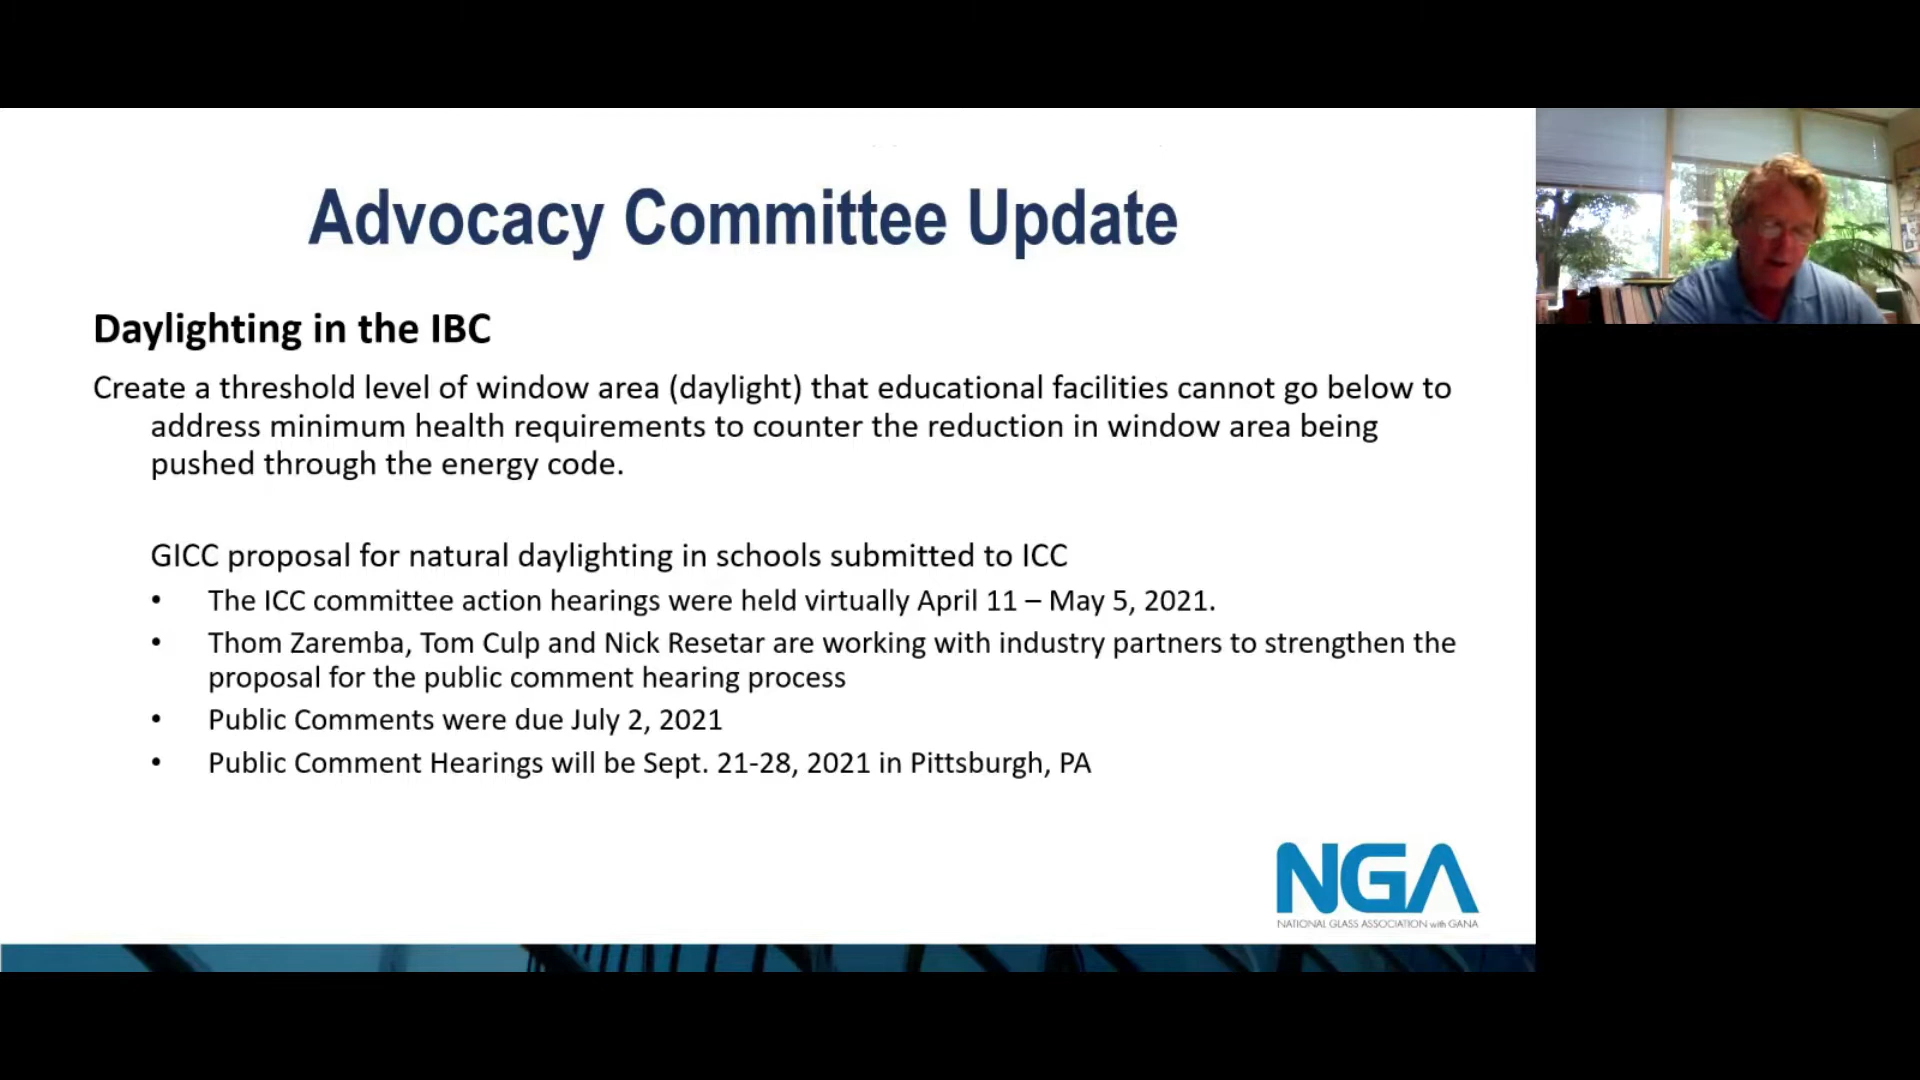 Advocacy Committee Update
Daylighting in the IBC
Create a threshold level of window area (daylight) that educational facilities cannot go below to
address minimum health requirements to counter the reduction in window area being
pushed through the energy code.
GICC proposal for natural daylighting in schools submitted to ICC
• The ICC committee action hearings were held virtually April 11 – May 5, 2021.
• Thom Zaremba, Tom Culp and Nick Resetar are working with industry partners to strengthen the
proposal for the public comment hearing process
• Public Comments were due July 2, 2021
• Public Comment Hearings will be Sept. 21-28, 2021 in Pittsburgh, PA
NGA
NATIONAL GLASS ASSOCIATION with GANA